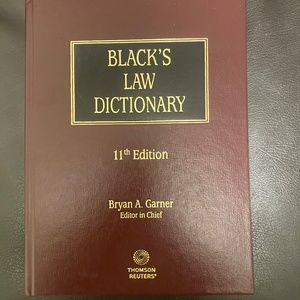 BLACK'S
LAW
DICTIONARY
11th Edition
Bryan A. Garner
Editor in Chief
THOMSON
REUTERS®